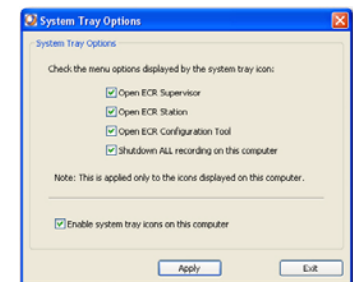 System Tray Options
System Tray Options
Check the menu options displayed by the system tray icon:
Open ECR Supervisor
Open ECR Station
Open ECR Configuration Tool
Shutdown ALL recording on this computer
Note: This is applied only to the icons displayed on this computer.
Enable system tray icons on this computer
Apply Exit